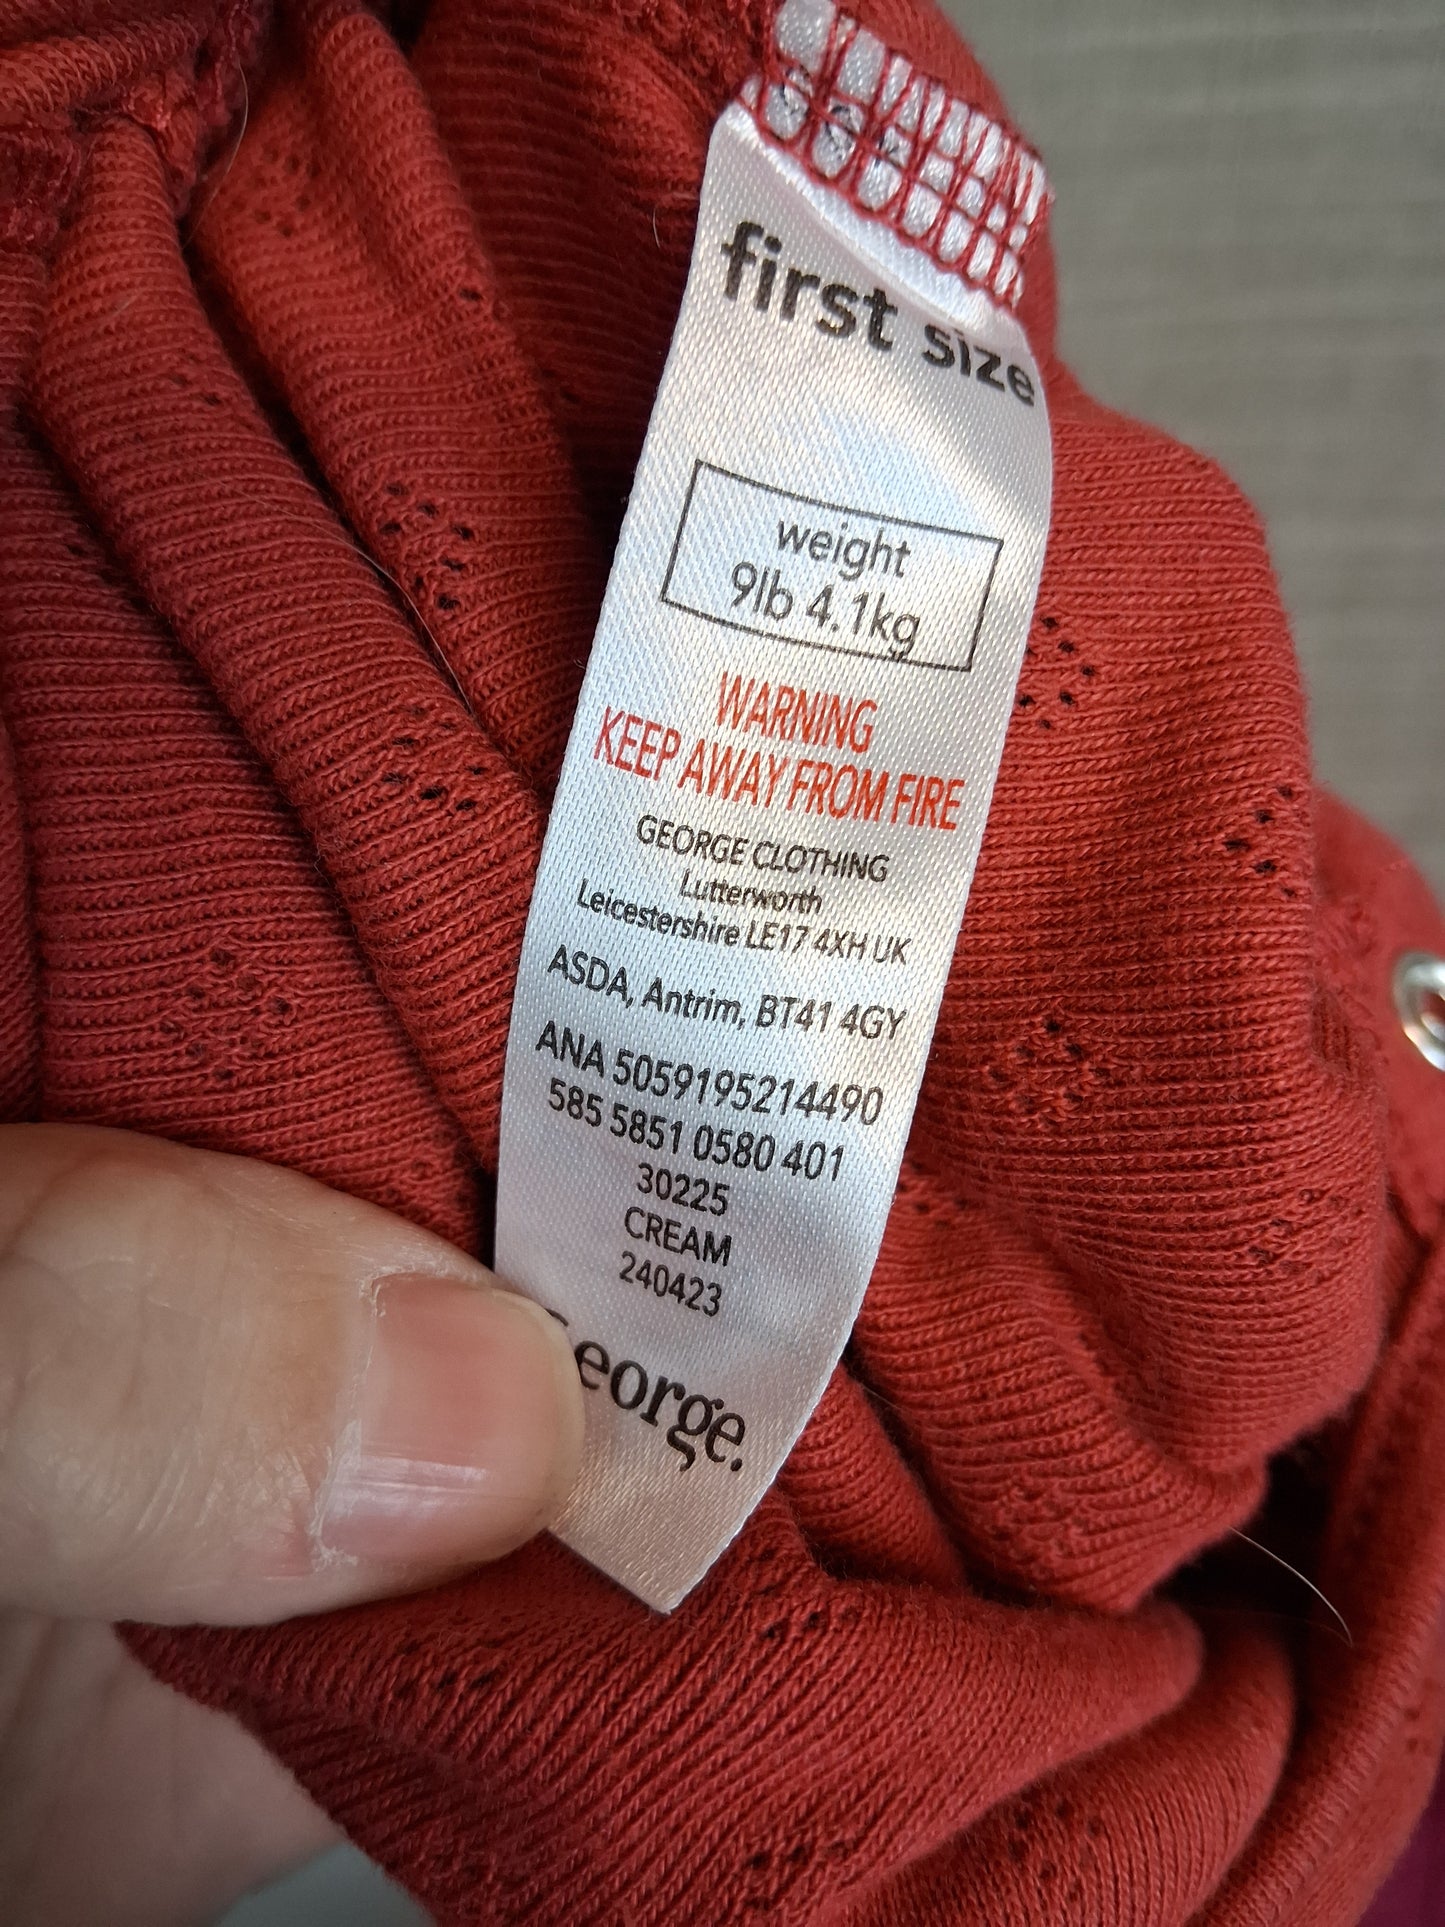 first size
weight
9lb 4.1kg
WARNING
KEEP AWAY FROM FIRE
GEORGE CLOTHING
Lutterworth
Leicestershire LE17 4XH UK
ASDA, Antrim, BT41 4GY
ANA 5059195214490
585 5851 0580 401
30225
CREAM
240423
eorge.